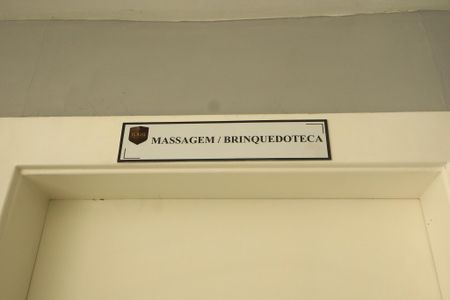 MASSAGEM / BRINQUEDOTECA